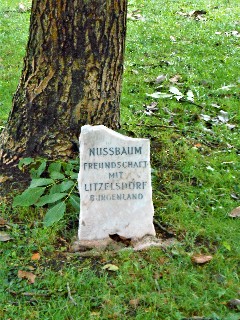 NUSSBAUM
FREUNDSCHAFT
MIT
LITZELSDORF
BURGENLAND